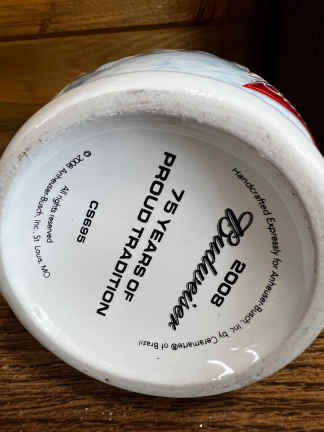 Handcrafted Expressly for Anheuser-Busch, Inc. by Ceramarte® of Brazil
2008
Budweiser
75 YEARS OF
PROUD TRADITION
CS695
All rights reserved
© 2008 Anheuser-Busch, Inc. St. Louis, MO